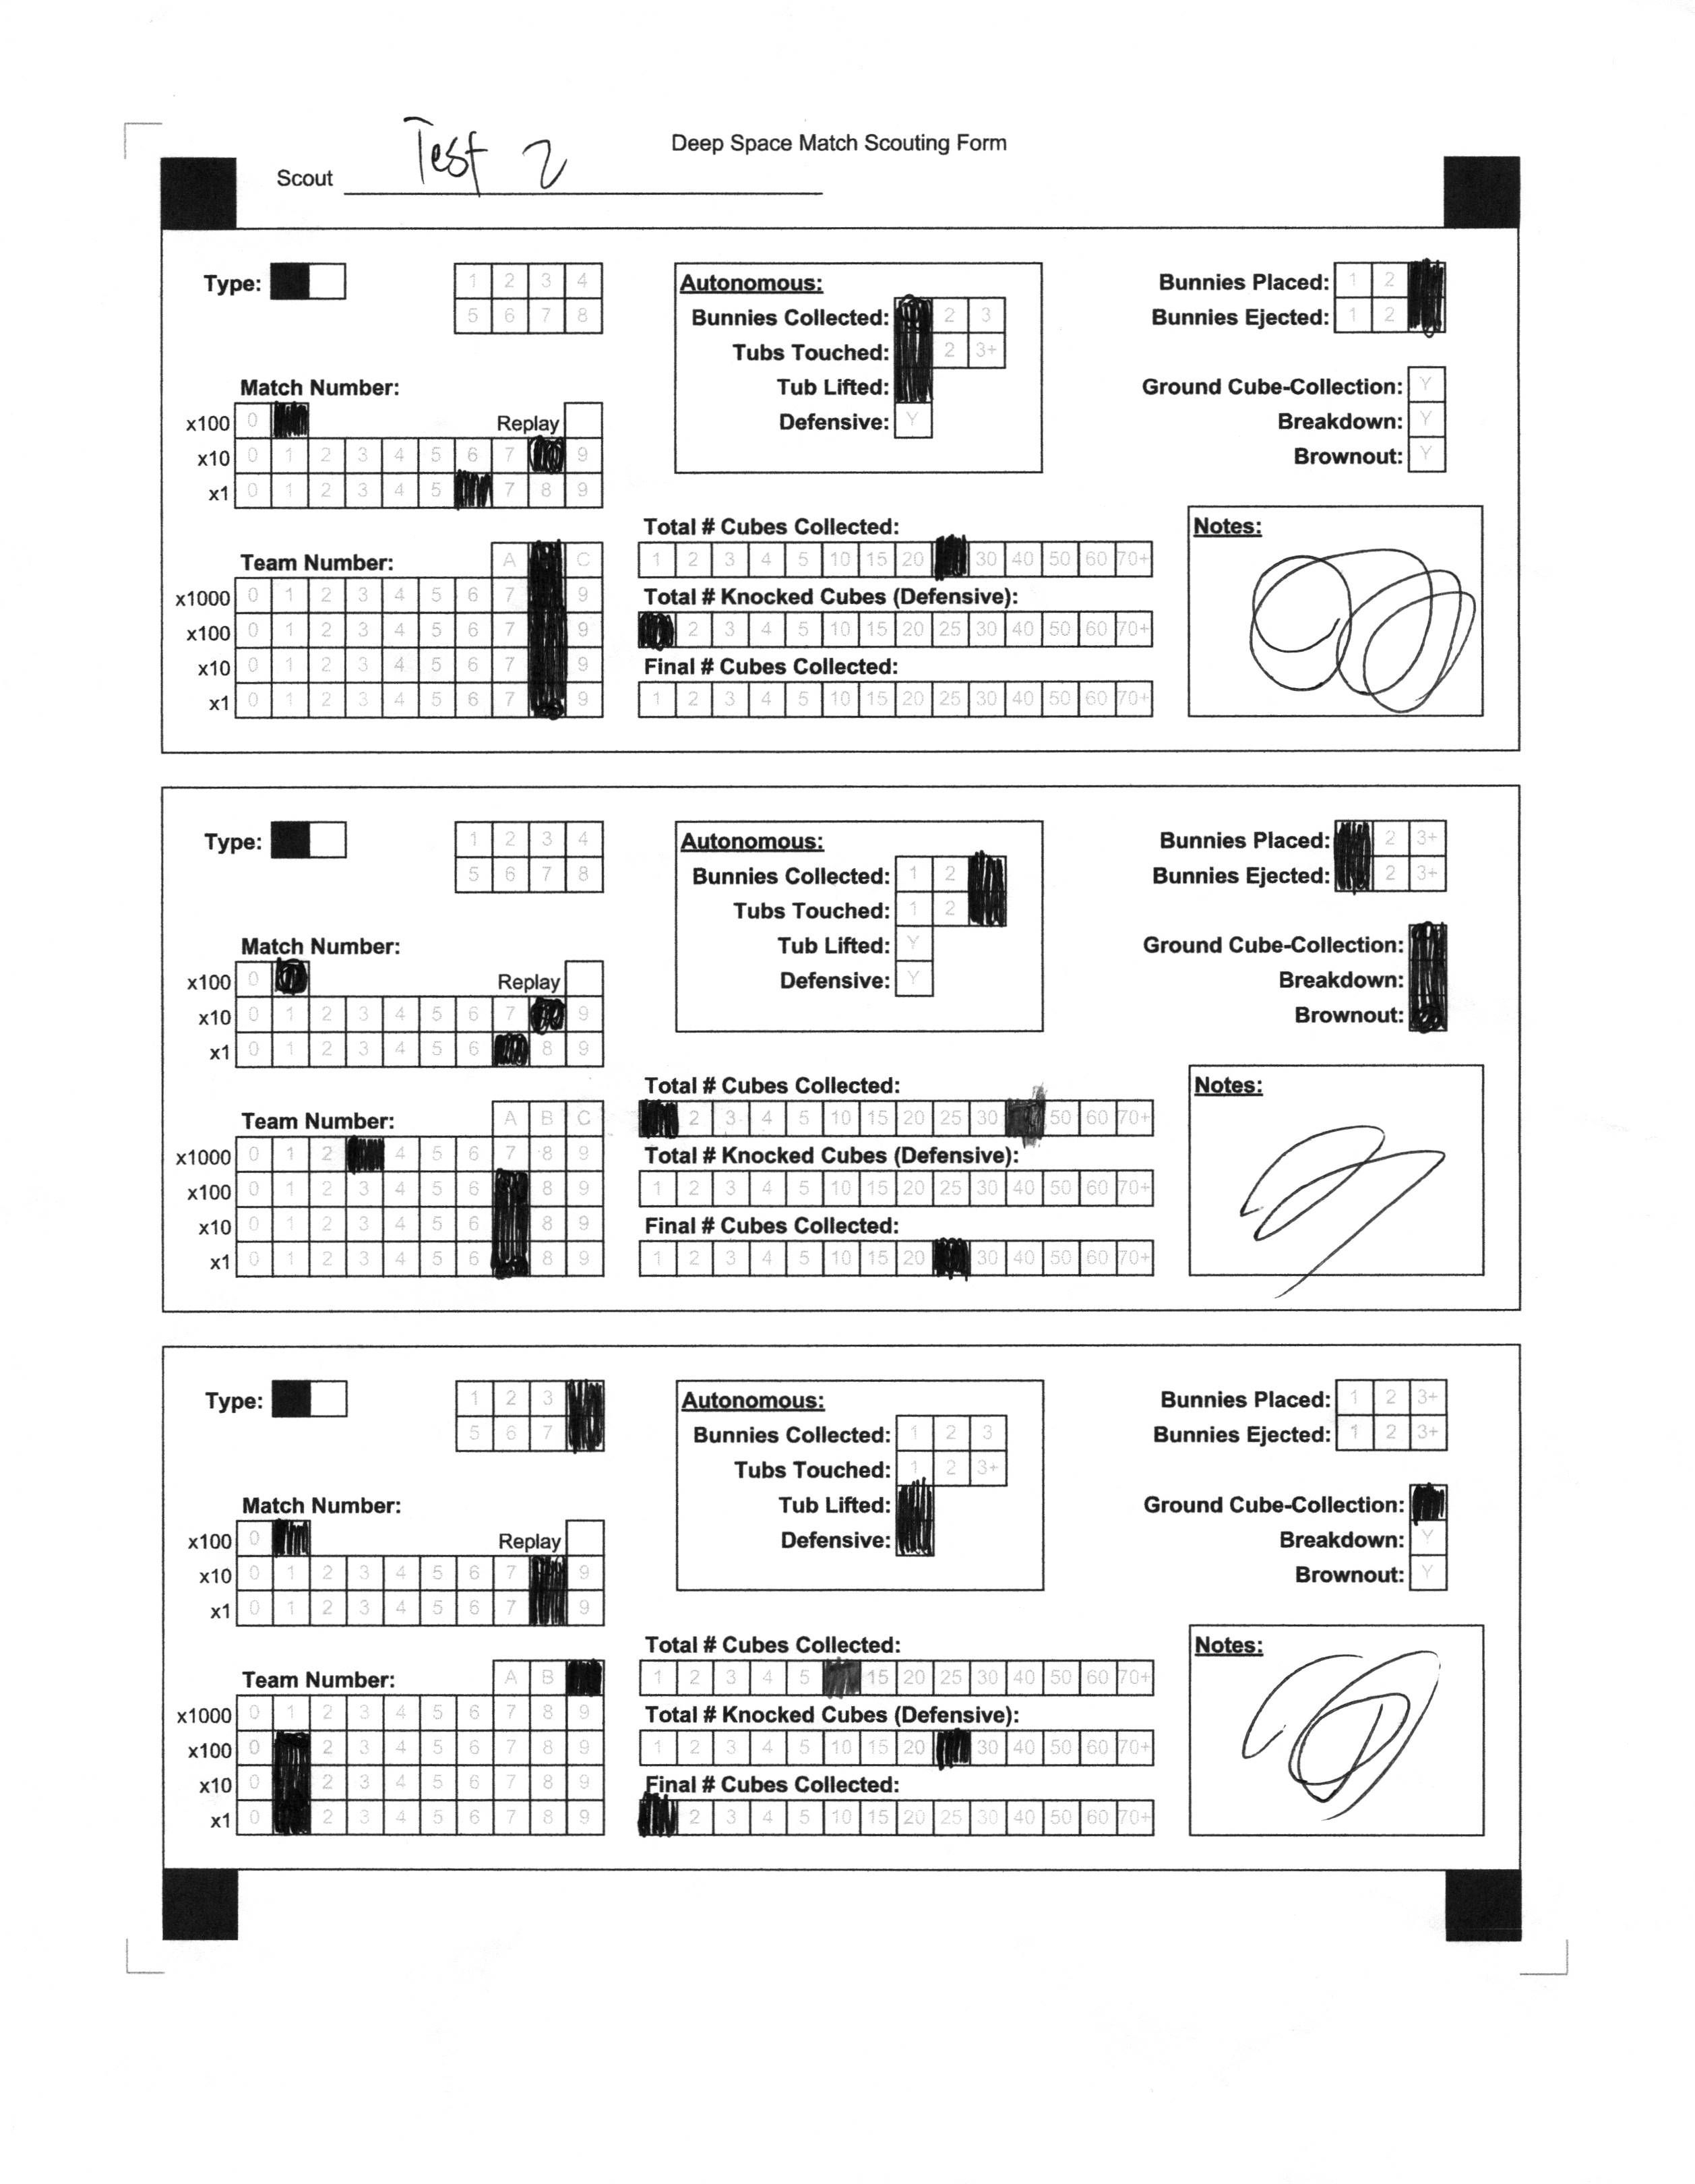 Deep Space Match Scouting Form
Scout Test 2
Type:
1 2 3 4
5 6 7 8
Match Number:
x100 0 Replay
x10 0 1 2 3 4 5 6 7 9
x1 0 1 2 3 4 5 7 8 9
Team Number: A C
x1000 0 1 2 3 4 5 6 7 9
x100 0 1 2 3 4 5 6 7 9
x10 0 1 2 3 4 5 6 7 9
x1 0 1 2 3 4 5 6 7 9
Autonomous:
Bunnies Collected: 2 3
Tubs Touched: 2 3+
Tub Lifted:
Defensive: Y
Total # Cubes Collected:
1 2 3 4 5 10 15 20 30 40 50 60 70+
Total # Knocked Cubes (Defensive):
2 3 4 5 10 15 20 25 30 40 50 60 70+
Final # Cubes Collected:
1 2 3 4 5 10 15 20 25 30 40 50 60 70+
Bunnies Placed: 1 2
Bunnies Ejected: 1 2
Ground Cube-Collection: Y
Breakdown: Y
Brownout: Y
Notes:
Type:
1 2 3 4
5 6 7 8
Match Number:
x100 0 Replay
x10 0 1 2 3 4 5 6 7 9
x1 0 1 2 3 4 5 6 8 9
Team Number: A B C
x1000 0 1 2 4 5 6 7 8 9
x100 0 1 2 3 4 5 6 8 9
x10 0 1 2 3 4 5 6 8 9
x1 0 1 2 3 4 5 6 8 9
Autonomous:
Bunnies Collected: 1 2
Tubs Touched: 1 2
Tub Lifted: Y
Defensive: Y
Total # Cubes Collected:
2 3 4 5 10 15 20 25 30 50 60 70+
Total # Knocked Cubes (Defensive):
1 2 3 4 5 10 15 20 25 30 40 50 60 70+
Final # Cubes Collected:
1 2 3 4 5 10 15 20 30 40 50 60 70+
Bunnies Placed: 2 3+
Bunnies Ejected: 2 3+
Ground Cube-Collection:
Breakdown:
Brownout:
Notes:
Type:
1 2 3
5 6 7
Match Number:
x100 0 Replay
x10 0 1 2 3 4 5 6 7 9
x1 0 1 2 3 4 5 6 7 9
Team Number: A B
x1000 0 1 2 3 4 5 6 7 8 9
x100 0 2 3 4 5 6 7 8 9
x10 0 2 3 4 5 6 7 8 9
x1 0 2 3 4 5 6 7 8 9
Autonomous:
Bunnies Collected: 1 2 3
Tubs Touched: 1 2 3+
Tub Lifted:
Defensive:
Total # Cubes Collected:
1 2 3 4 5 15 20 25 30 40 50 60 70+
Total # Knocked Cubes (Defensive):
1 2 3 4 5 10 15 20 30 40 50 60 70+
Final # Cubes Collected:
2 3 4 5 10 15 20 25 30 40 50 60 70+
Bunnies Placed: 1 2 3+
Bunnies Ejected: 1 2 3+
Ground Cube-Collection:
Breakdown: Y
Brownout: Y
Notes: